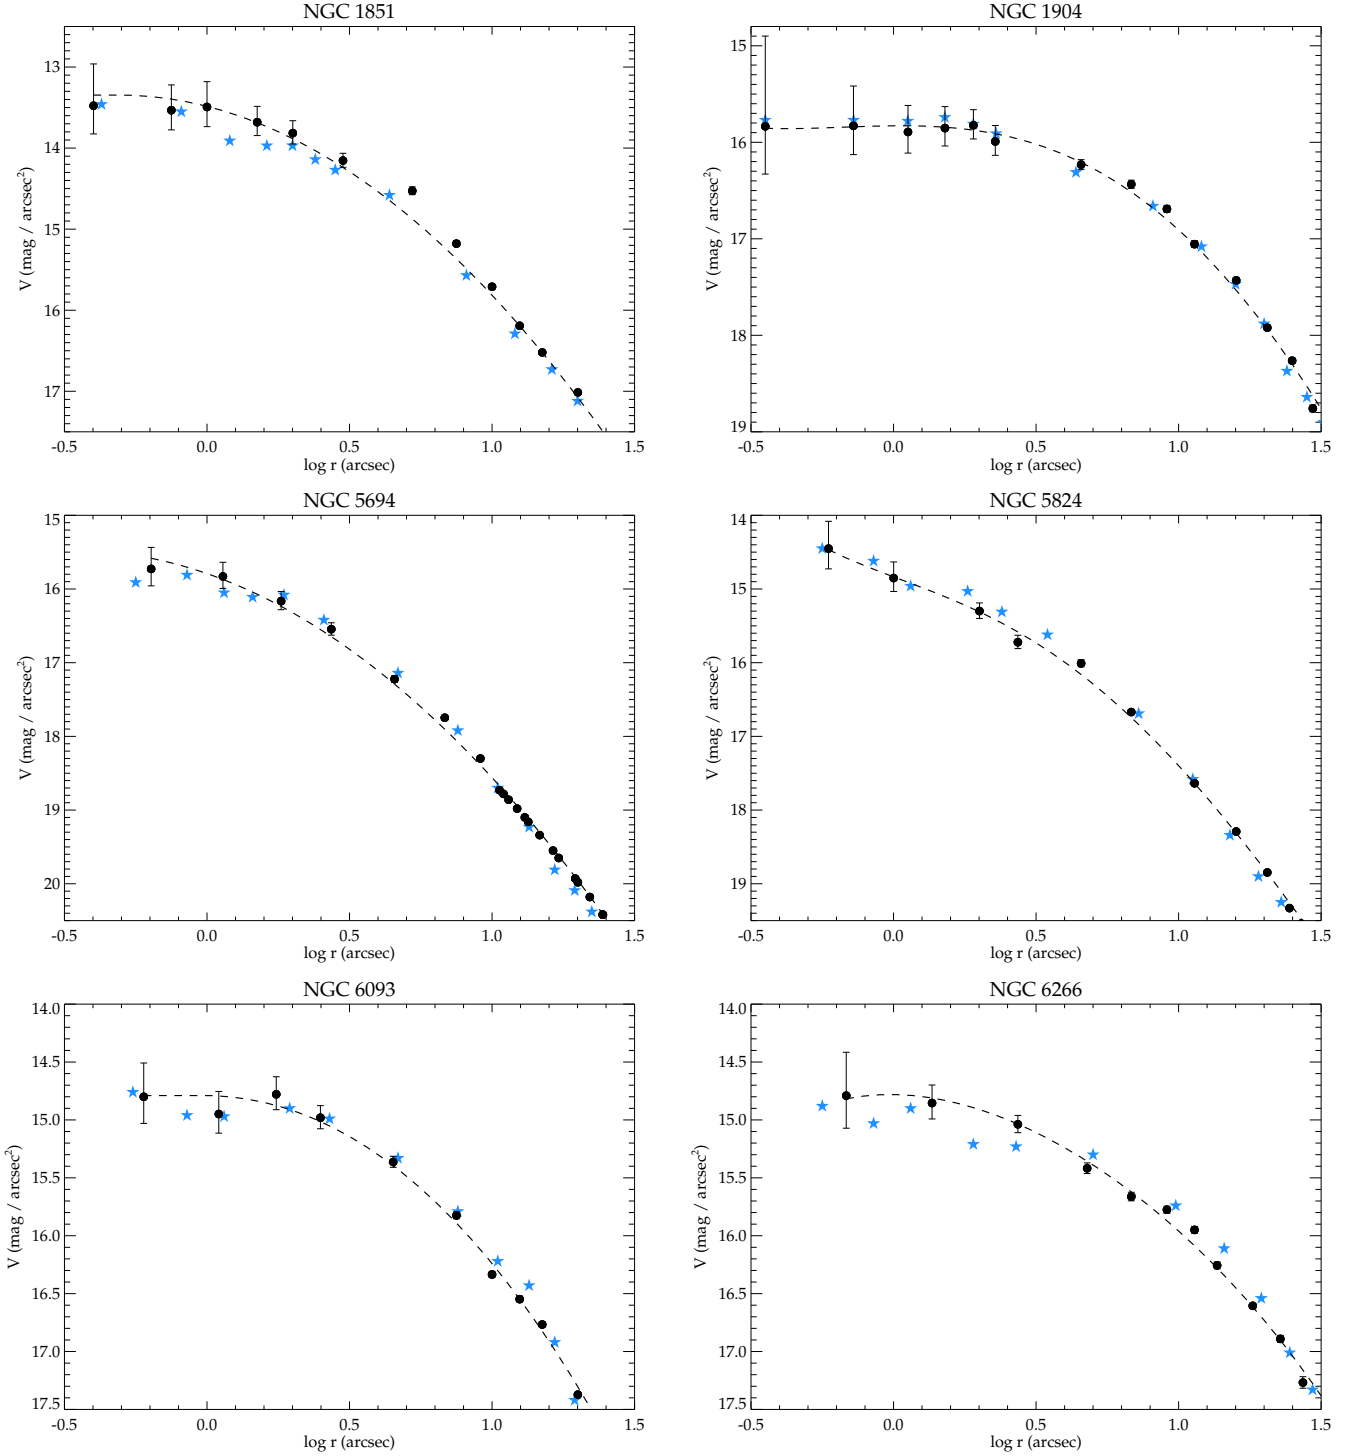 NGC 1851
13
14
15
16
17
V (mag / arcsec²)
-0.5 0.0 0.5 1.0 1.5
log r (arcsec)
NGC 1904
15
16
17
18
19
V (mag / arcsec²)
-0.5 0.0 0.5 1.0 1.5
log r (arcsec)
NGC 5694
15
16
17
18
19
20
V (mag / arcsec²)
-0.5 0.0 0.5 1.0 1.5
log r (arcsec)
NGC 5824
14
15
16
17
18
19
V (mag / arcsec²)
-0.5 0.0 0.5 1.0 1.5
log r (arcsec)
NGC 6093
14.0
14.5
15.0
15.5
16.0
16.5
17.0
17.5
V (mag / arcsec²)
-0.5 0.0 0.5 1.0 1.5
log r (arcsec)
NGC 6266
14.0
14.5
15.0
15.5
16.0
16.5
17.0
17.5
V (mag / arcsec²)
-0.5 0.0 0.5 1.0 1.5
log r (arcsec)